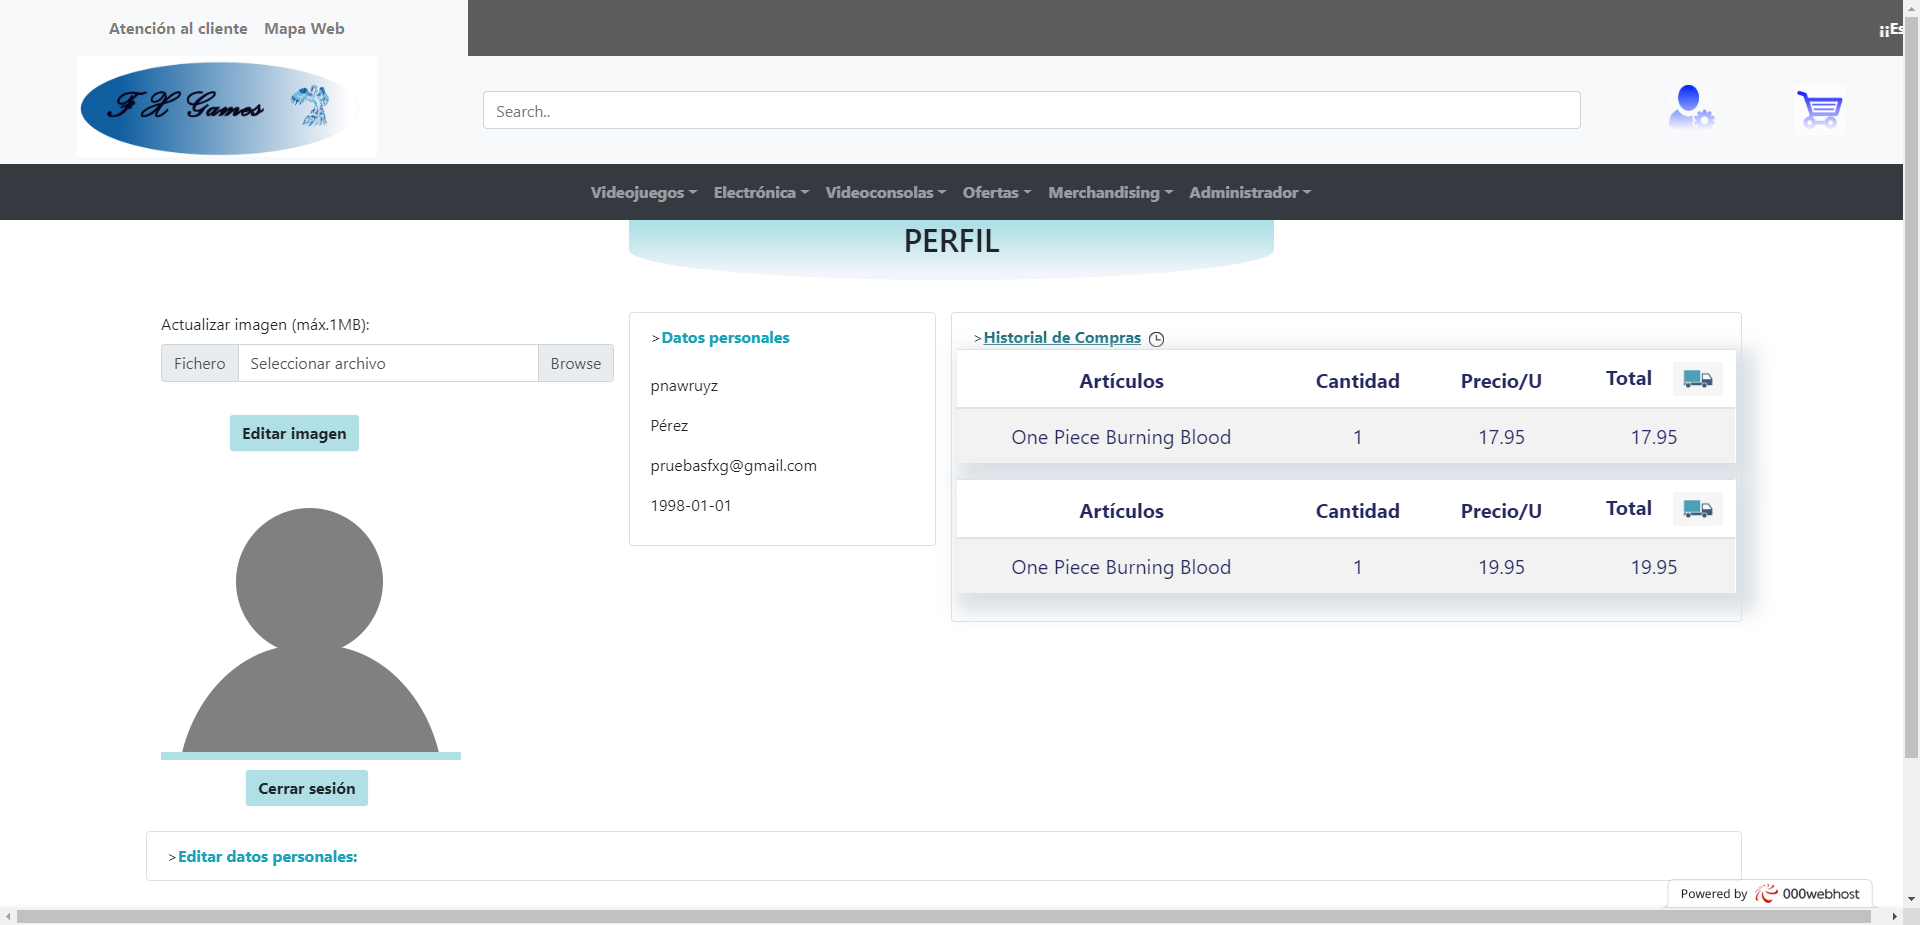 Atención al cliente Mapa Web
¡¡Es
F X Games
Search..
Videojuegos Electrónica Videoconsolas Ofertas Merchandising Administrador
PERFIL
Actualizar imagen (máx.1MB):
Fichero Seleccionar archivo Browse
Editar imagen
Cerrar sesión
>Datos personales
pnawruyz
Pérez
pruebasfxg@gmail.com
1998-01-01
>Historial de Compras
Artículos Cantidad Precio/U Total
One Piece Burning Blood 1 17.95 17.95
Artículos Cantidad Precio/U Total
One Piece Burning Blood 1 19.95 19.95
>Editar datos personales:
Powered by 000webhost